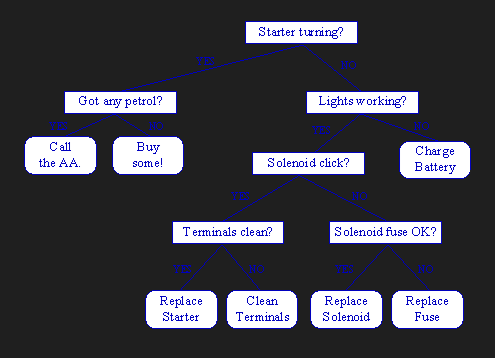 Starter turning?
YES
NO
Got any petrol?
Lights working?
YES
NO
YES
NO
Call
the AA.
Buy
some!
Solenoid click?
Charge
Battery
YES
NO
Terminals clean?
Solenoid fuse OK?
YES
NO
YES
NO
Replace
Starter
Clean
Terminals
Replace
Solenoid
Replace
Fuse